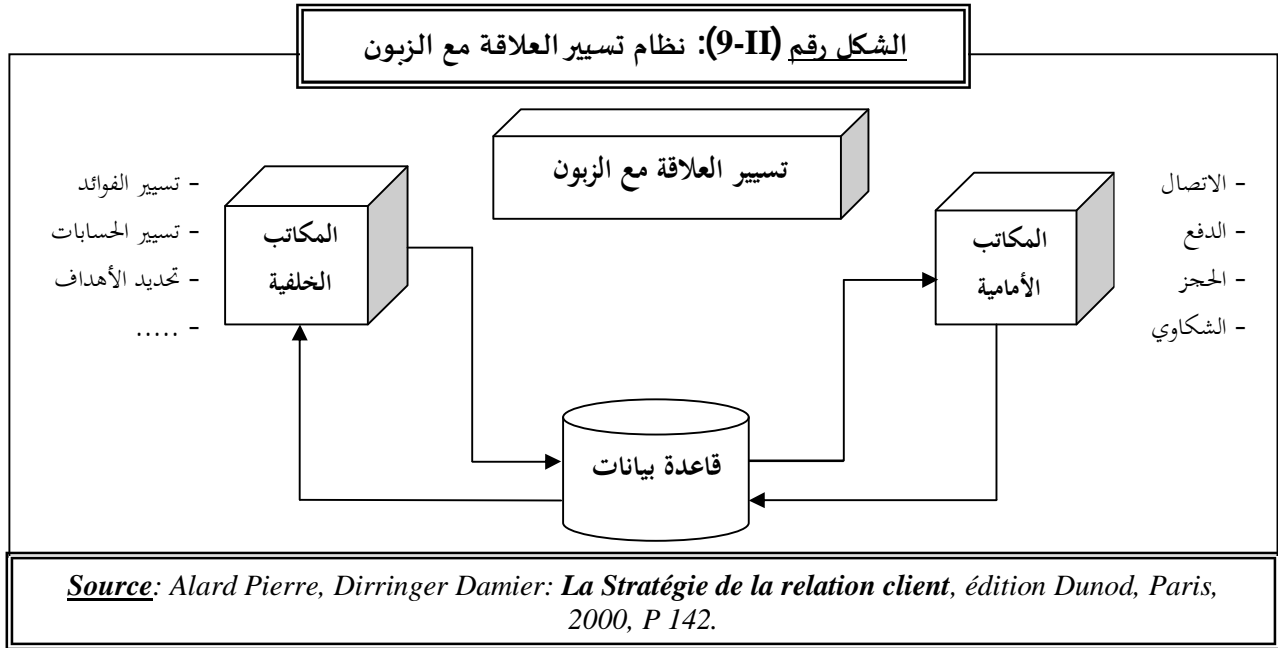 الشكل رقم (9-II): نظام تسيير العلاقة مع الزبون
تسيير العلاقة مع الزبون
- الاتصال
- الدفع
- الحجز
- الشكاوي
المكاتب
الأمامية
المكاتب
الخلفية
- تسيير الفوائد
- تسيير الحسابات
- تحديد الأهداف
- .....
قاعدة بيانات
Source: Alard Pierre, Dirringer Damier: La Stratégie de la relation client, édition Dunod, Paris,
2000, P 142.